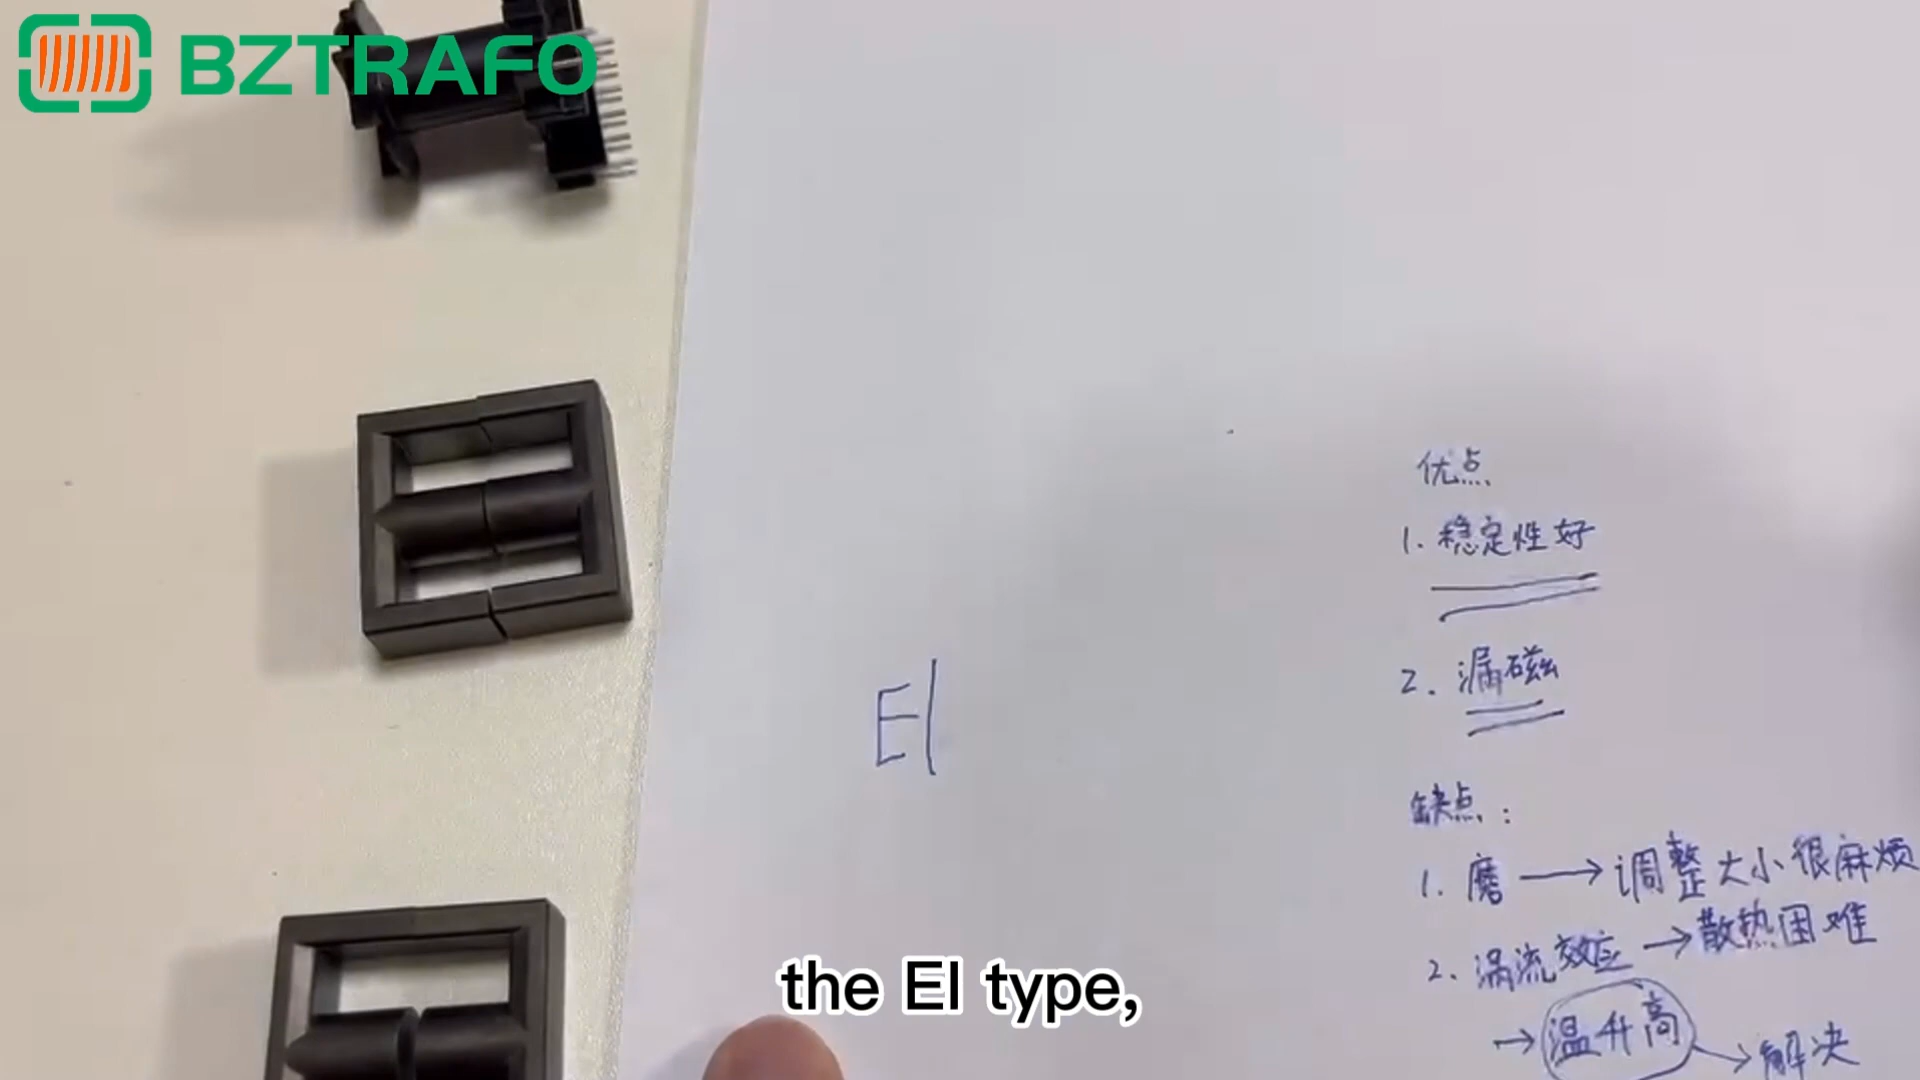 BZTRAFO
优点
1. 稳定性好
2. 漏磁
EI
缺点：
1. 磨 → 调整大小很麻烦
2. 涡流效应 → 散热困难
→ 温升高 → 解决
the EI type,